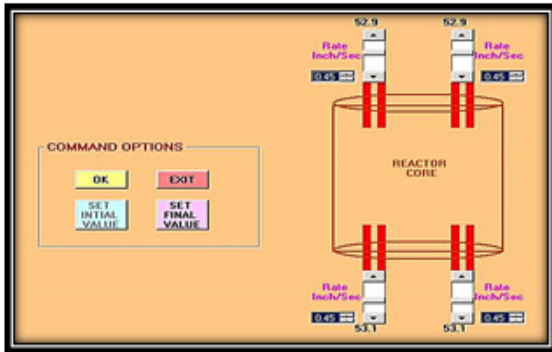 52.9
52.9
Rate
Inch/Sec
Rate
Inch/Sec
0.45
0.45
COMMAND OPTIONS
OK
EXIT
SET
INTIAL
VALUE
SET
FINAL
VALUE
REACTOR
CORE
Rate
Inch/Sec
Rate
Inch/Sec
0.45
0.45
53.1
53.1